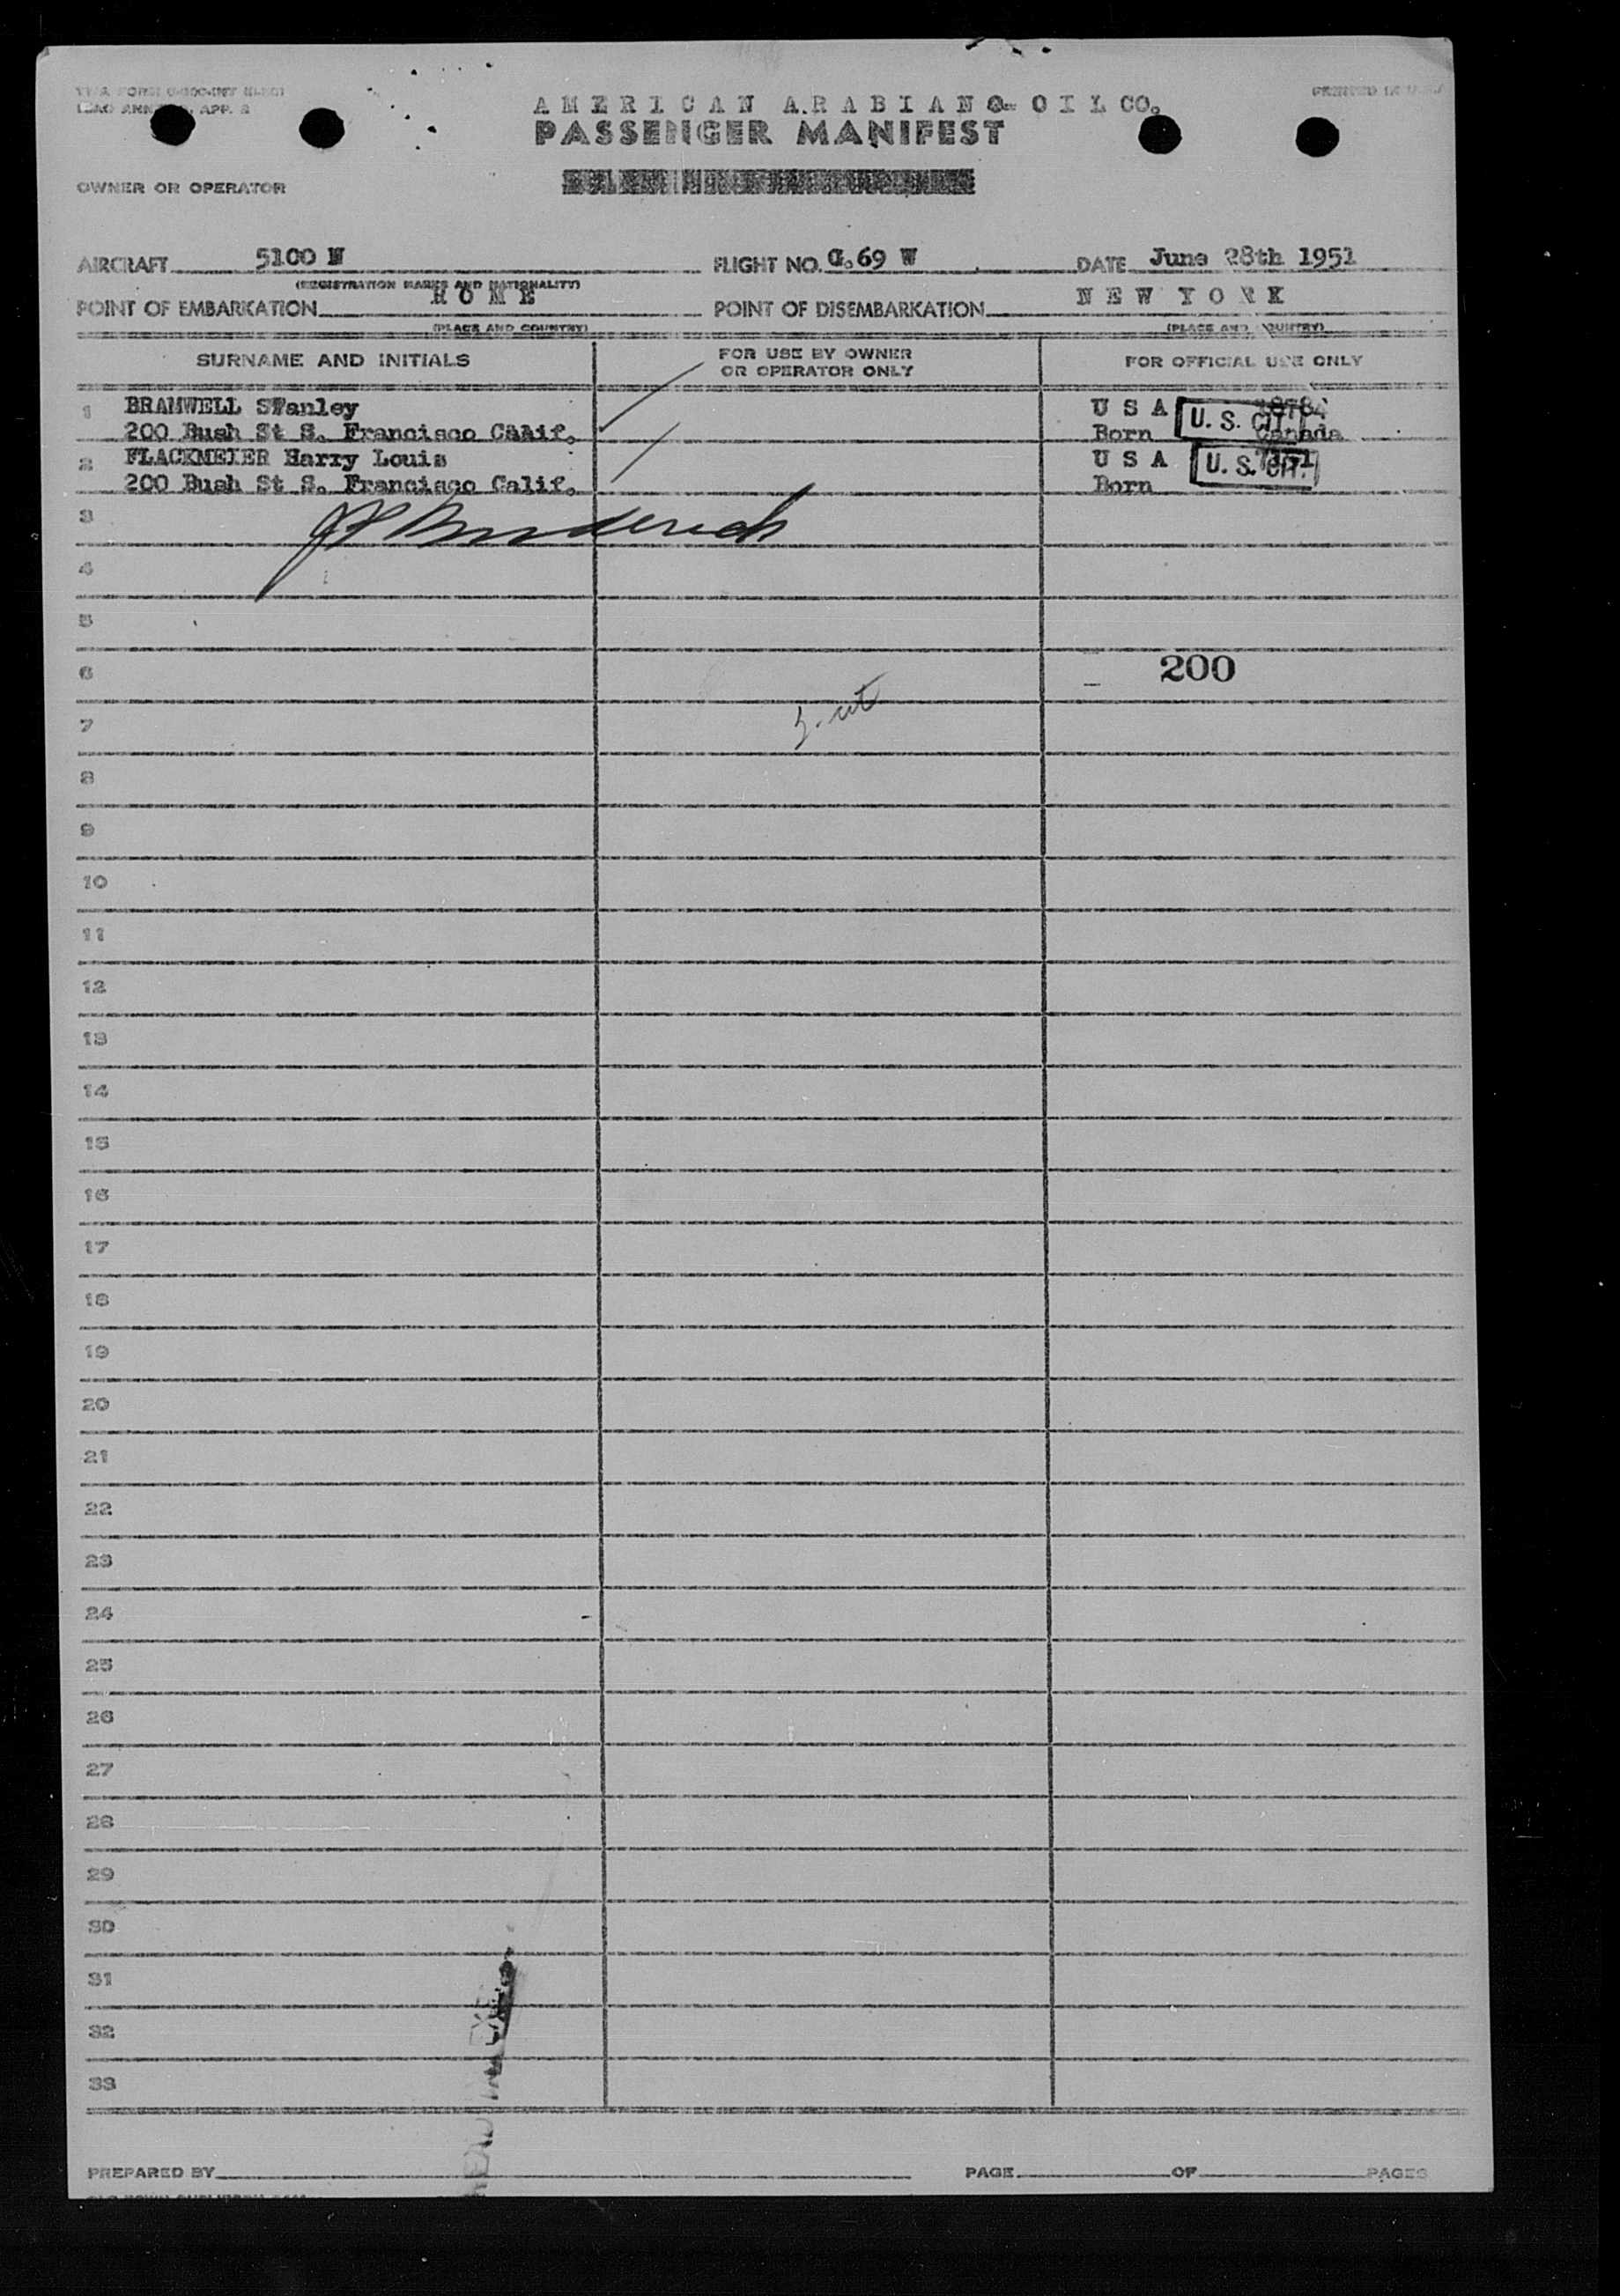 AMERICAN ARABIAN OIL CO.
PASSENGER MANIFEST
OWNER OR OPERATOR
AIRCRAFT 5100 N FLIGHT NO. G.69 W DATE June 28th 1951
(REGISTRATION MARKS AND NATIONALITY)
POINT OF EMBARKATION ROME POINT OF DISEMBARKATION NEW YORK
(PLACE AND COUNTRY) (PLACE AND COUNTRY)
SURNAME AND INITIALS FOR USE BY OWNER OR OPERATOR ONLY FOR OFFICIAL USE ONLY
1 BRAMWELL STanley U S A U. S. CIT.
200 Bush St S. Francisco Calif. Born Canada
2 FLACKMEIER Harry Louis U S A U. S. CIT.
200 Bush St S. Francisco Calif. Born
3
4
5
6 200
7
8
9
10
11
12
13
14
15
16
17
18
19
20
21
22
23
24
25
26
27
28
29
30
31
32
33
PREPARED BY PAGE OF PAGES